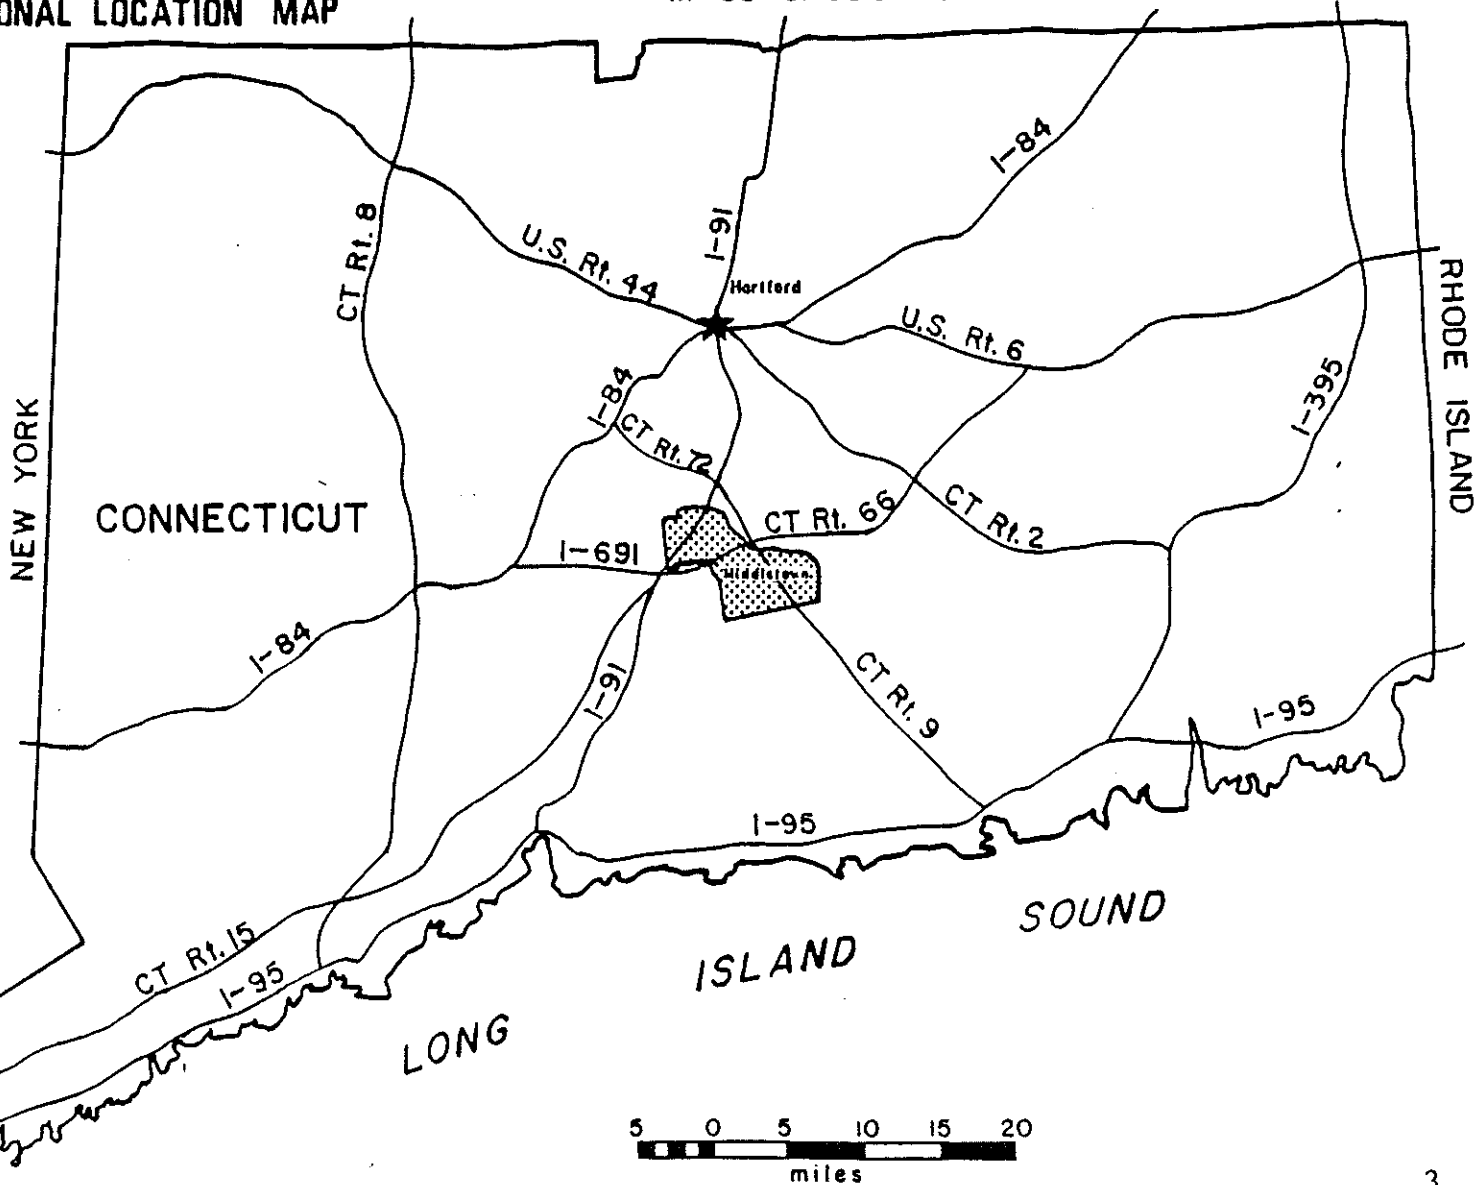 ONAL LOCATION MAP
I-84
I-91
CT Rt. 8
U.S. Rt. 44
Hartford
U.S. Rt. 6
RHODE ISLAND
I-84
I-395
NEW YORK
CT Rt. 72
CONNECTICUT
CT Rt. 66
CT Rt. 2
I-691
Middletown
I-84
I-91
CT Rt. 9
I-95
I-95
CT Rt. 15
I-95
LONG ISLAND SOUND
5 0 5 10 15 20
miles
3